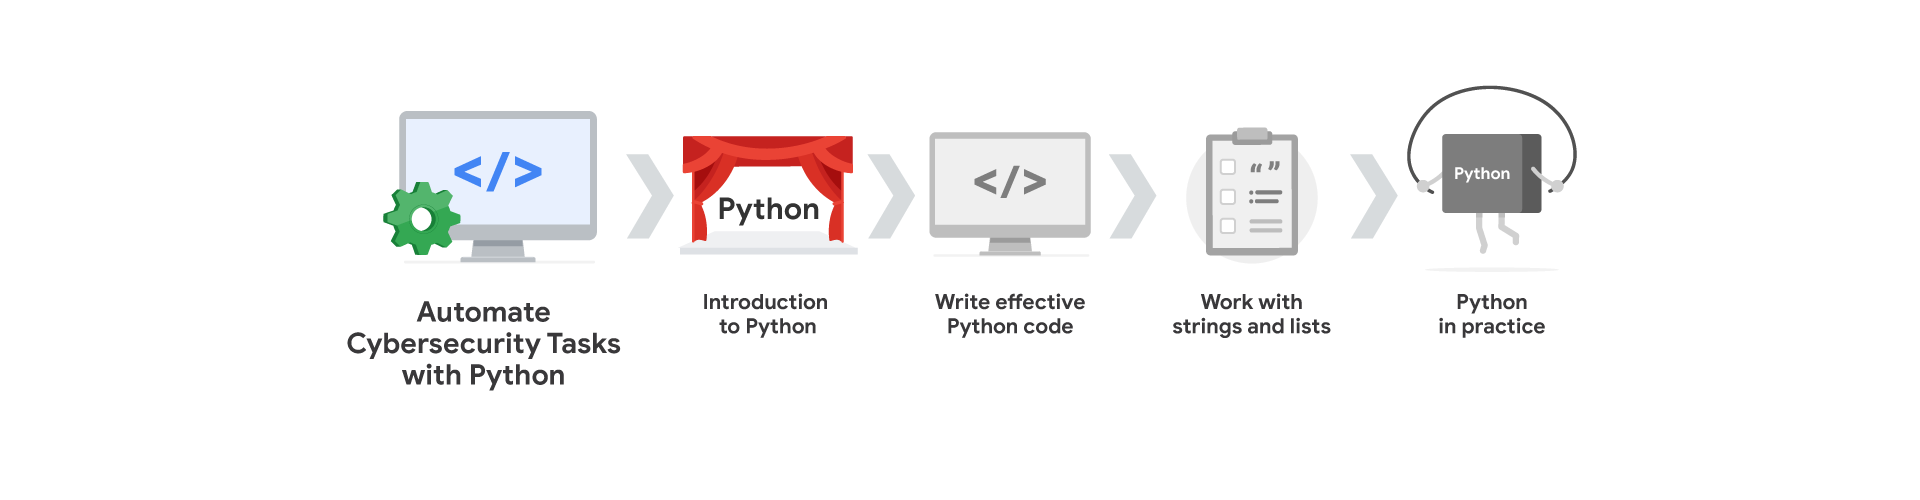 </>
Automate
Cybersecurity Tasks
with Python
Python
Introduction
to Python
</>
Write effective
Python code
“ ”
Work with
strings and lists
Python
Python
in practice